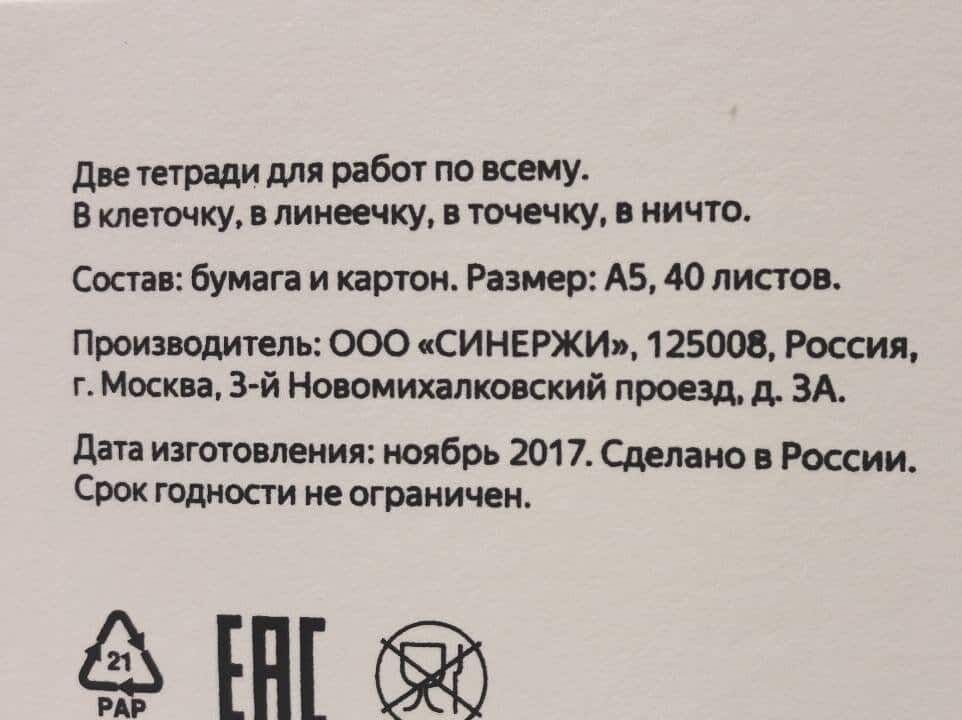 Две тетради для работ по всему.
В клеточку, в линеечку, в точечку, в ничто.
Состав: бумага и картон. Размер: А5, 40 листов.
Производитель: ООО «СИНЕРЖИ», 125008, Россия,
г. Москва, 3-й Новомихалковский проезд, д. 3А.
Дата изготовления: ноябрь 2017. Сделано в России.
Срок годности не ограничен.
21
PAP
EAC